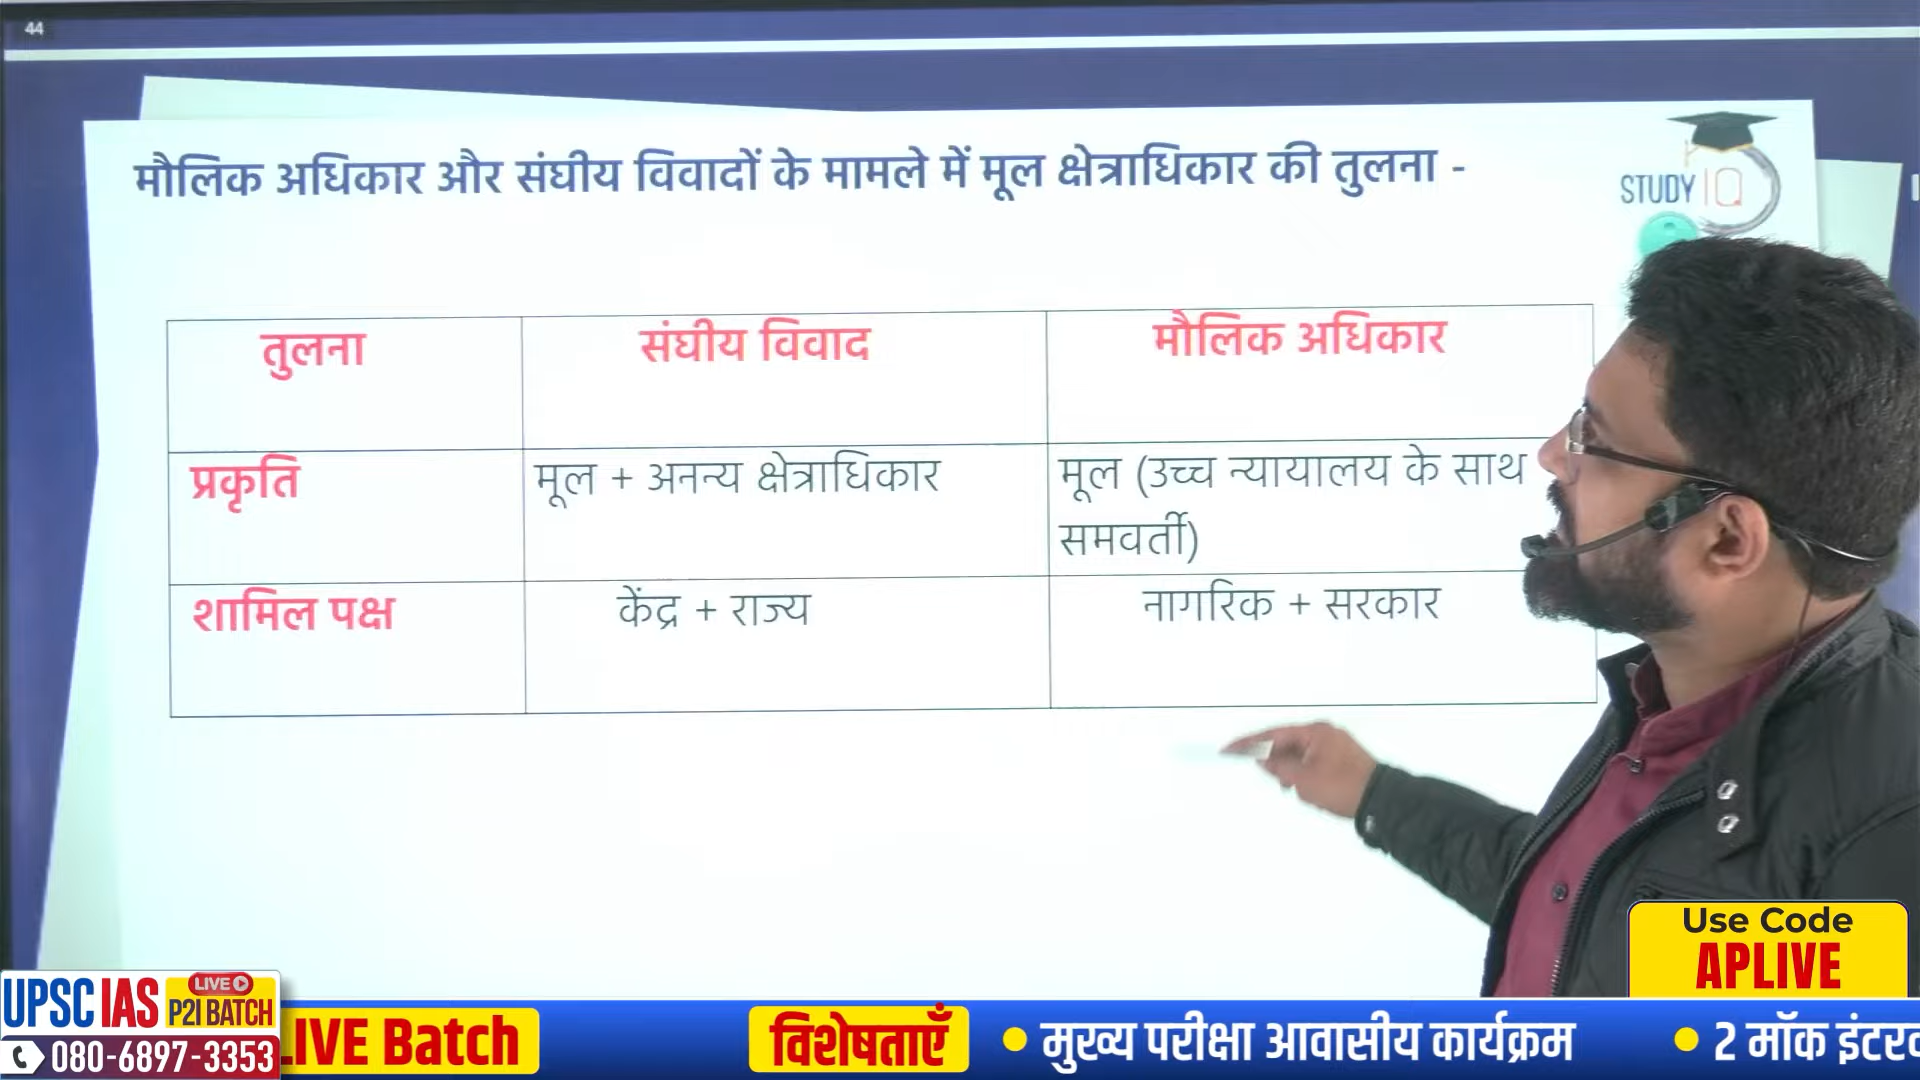 44
मौलिक अधिकार और संघीय विवादों के मामले में मूल क्षेत्राधिकार की तुलना -
STUDY IQ
तुलना संघीय विवाद मौलिक अधिकार
प्रकृति मूल + अनन्य क्षेत्राधिकार मूल (उच्च न्यायालय के साथ
समवर्ती)
शामिल पक्ष केंद्र + राज्य नागरिक + सरकार
Use Code
APLIVE
UPSC IAS LIVE P2I BATCH
080-6897-3353
LIVE Batch विशेषताएँ • मुख्य परीक्षा आवासीय कार्यक्रम • 2 मॉक